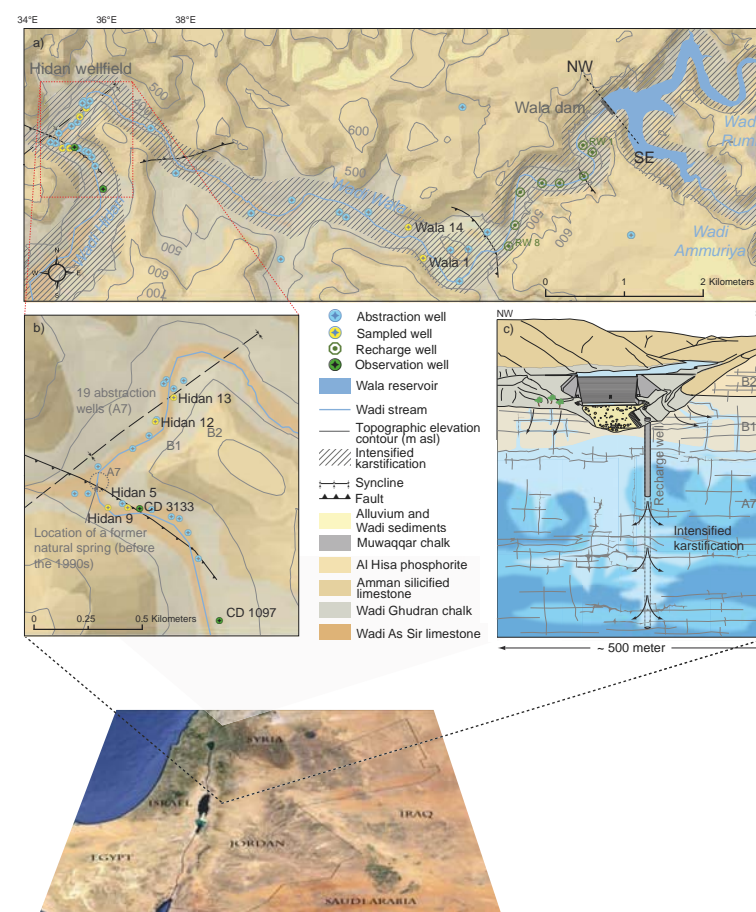 34°E 36°E 38°E
a)
Hidan wellfield
500
400
600
500
NW
Wala dam
SE
RW 1
Wadi
Wadi
Ammuriya
Wala 14
Wala 1
RW 8
500
600
500
600
700
N
W E
S
0 1 2 Kilometers
b)
19 abstraction
wells (A7)
Hidan 13
Hidan 12
B2
B1
A7
Hidan 5
CD 3133
Hidan 9
Location of a former
natural spring (before
the 1990s)
CD 1097
0 0.25 0.5 Kilometers
Abstraction well
Sampled well
Recharge well
Observation well
Wala reservoir
Wadi stream
Topographic elevation
contour (m asl)
Intensified
karstification
Syncline
Fault
Alluvium and
Wadi sediments
Muwaqqar chalk
Al Hisa phosphorite
Amman silicified
limestone
Wadi Ghudran chalk
Wadi As Sir limestone
NW
c)
B2
B1
A7
Recharge well
Intensified
karstification
~ 500 meter
SYRIA
ISRAEL
IRAQ
EGYPT
JORDAN
SAUDI ARABIA